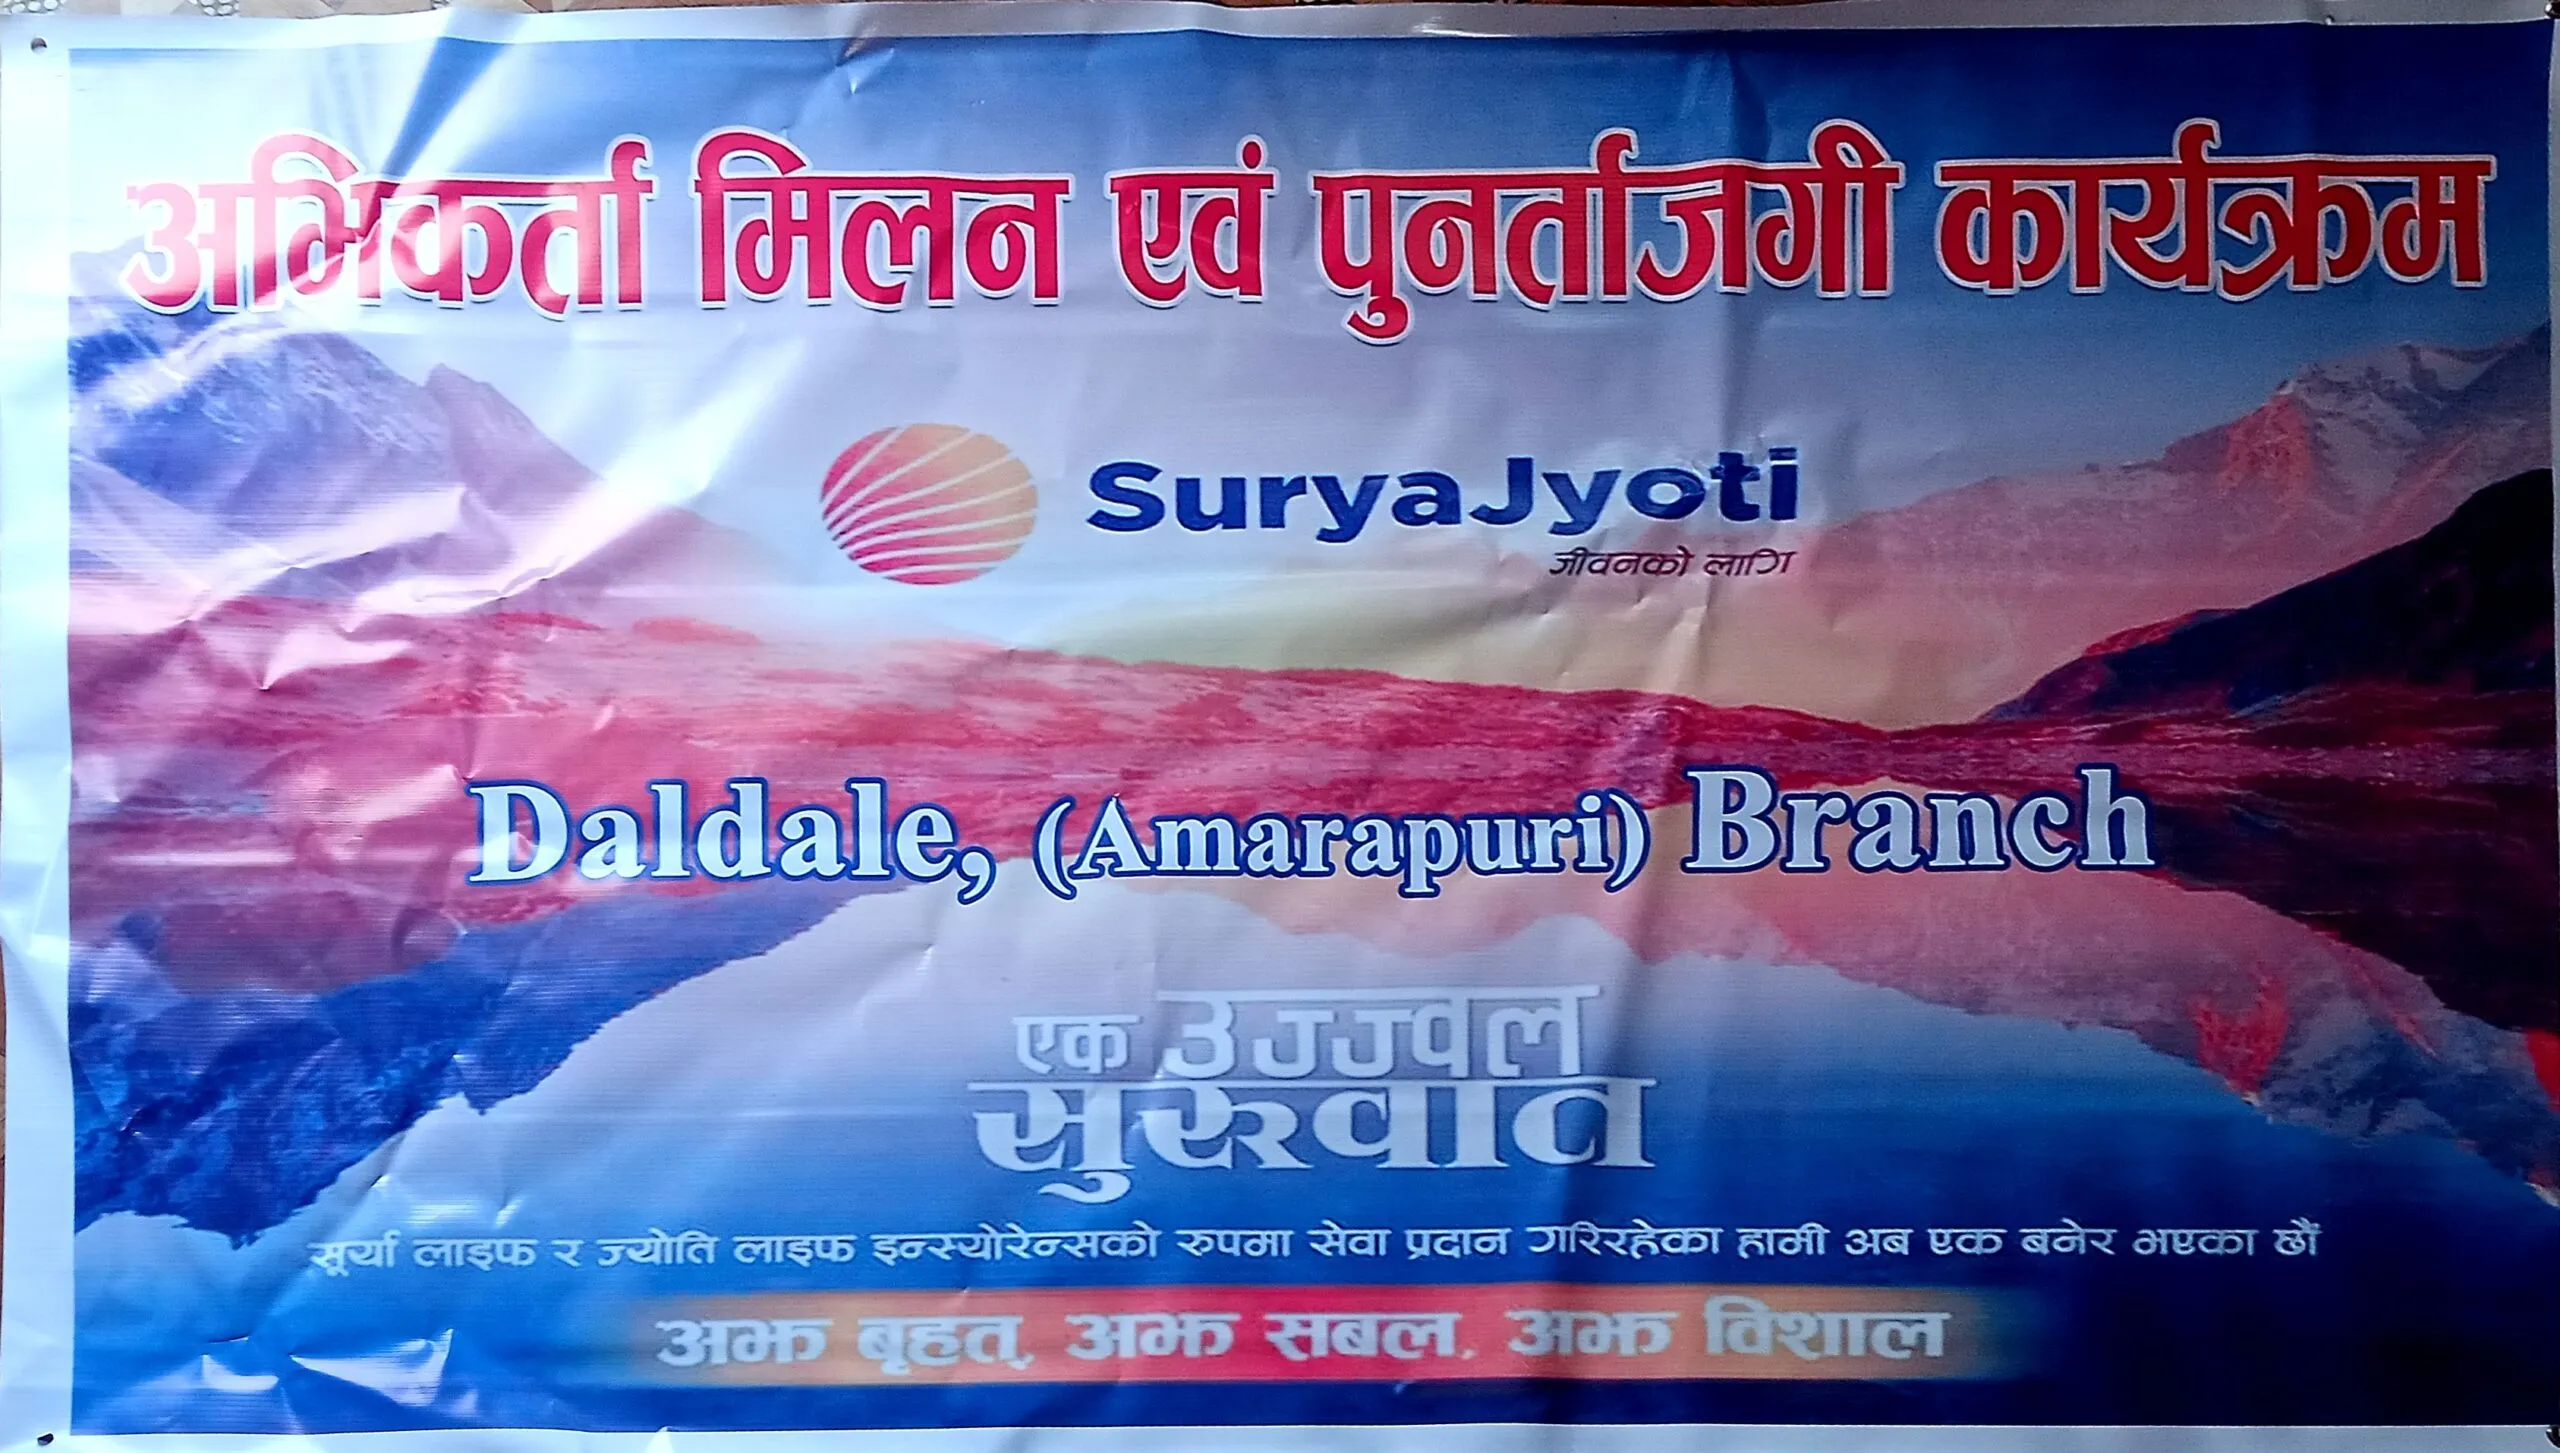 अभिकर्ता मिलन एवं पुनर्ताजगी कार्यक्रम
SuryaJyoti
जीवनको लागि
Daldale, (Amarapuri) Branch
एक उज्ज्वल
सुरुवात
सूर्या लाइफ र ज्योति लाइफ इन्स्योरेन्सको रुपमा सेवा प्रदान गरिरहेका हामी अब एक बनेर भएका छौं
अझ बृहत्, अझ सबल, अझ विशाल